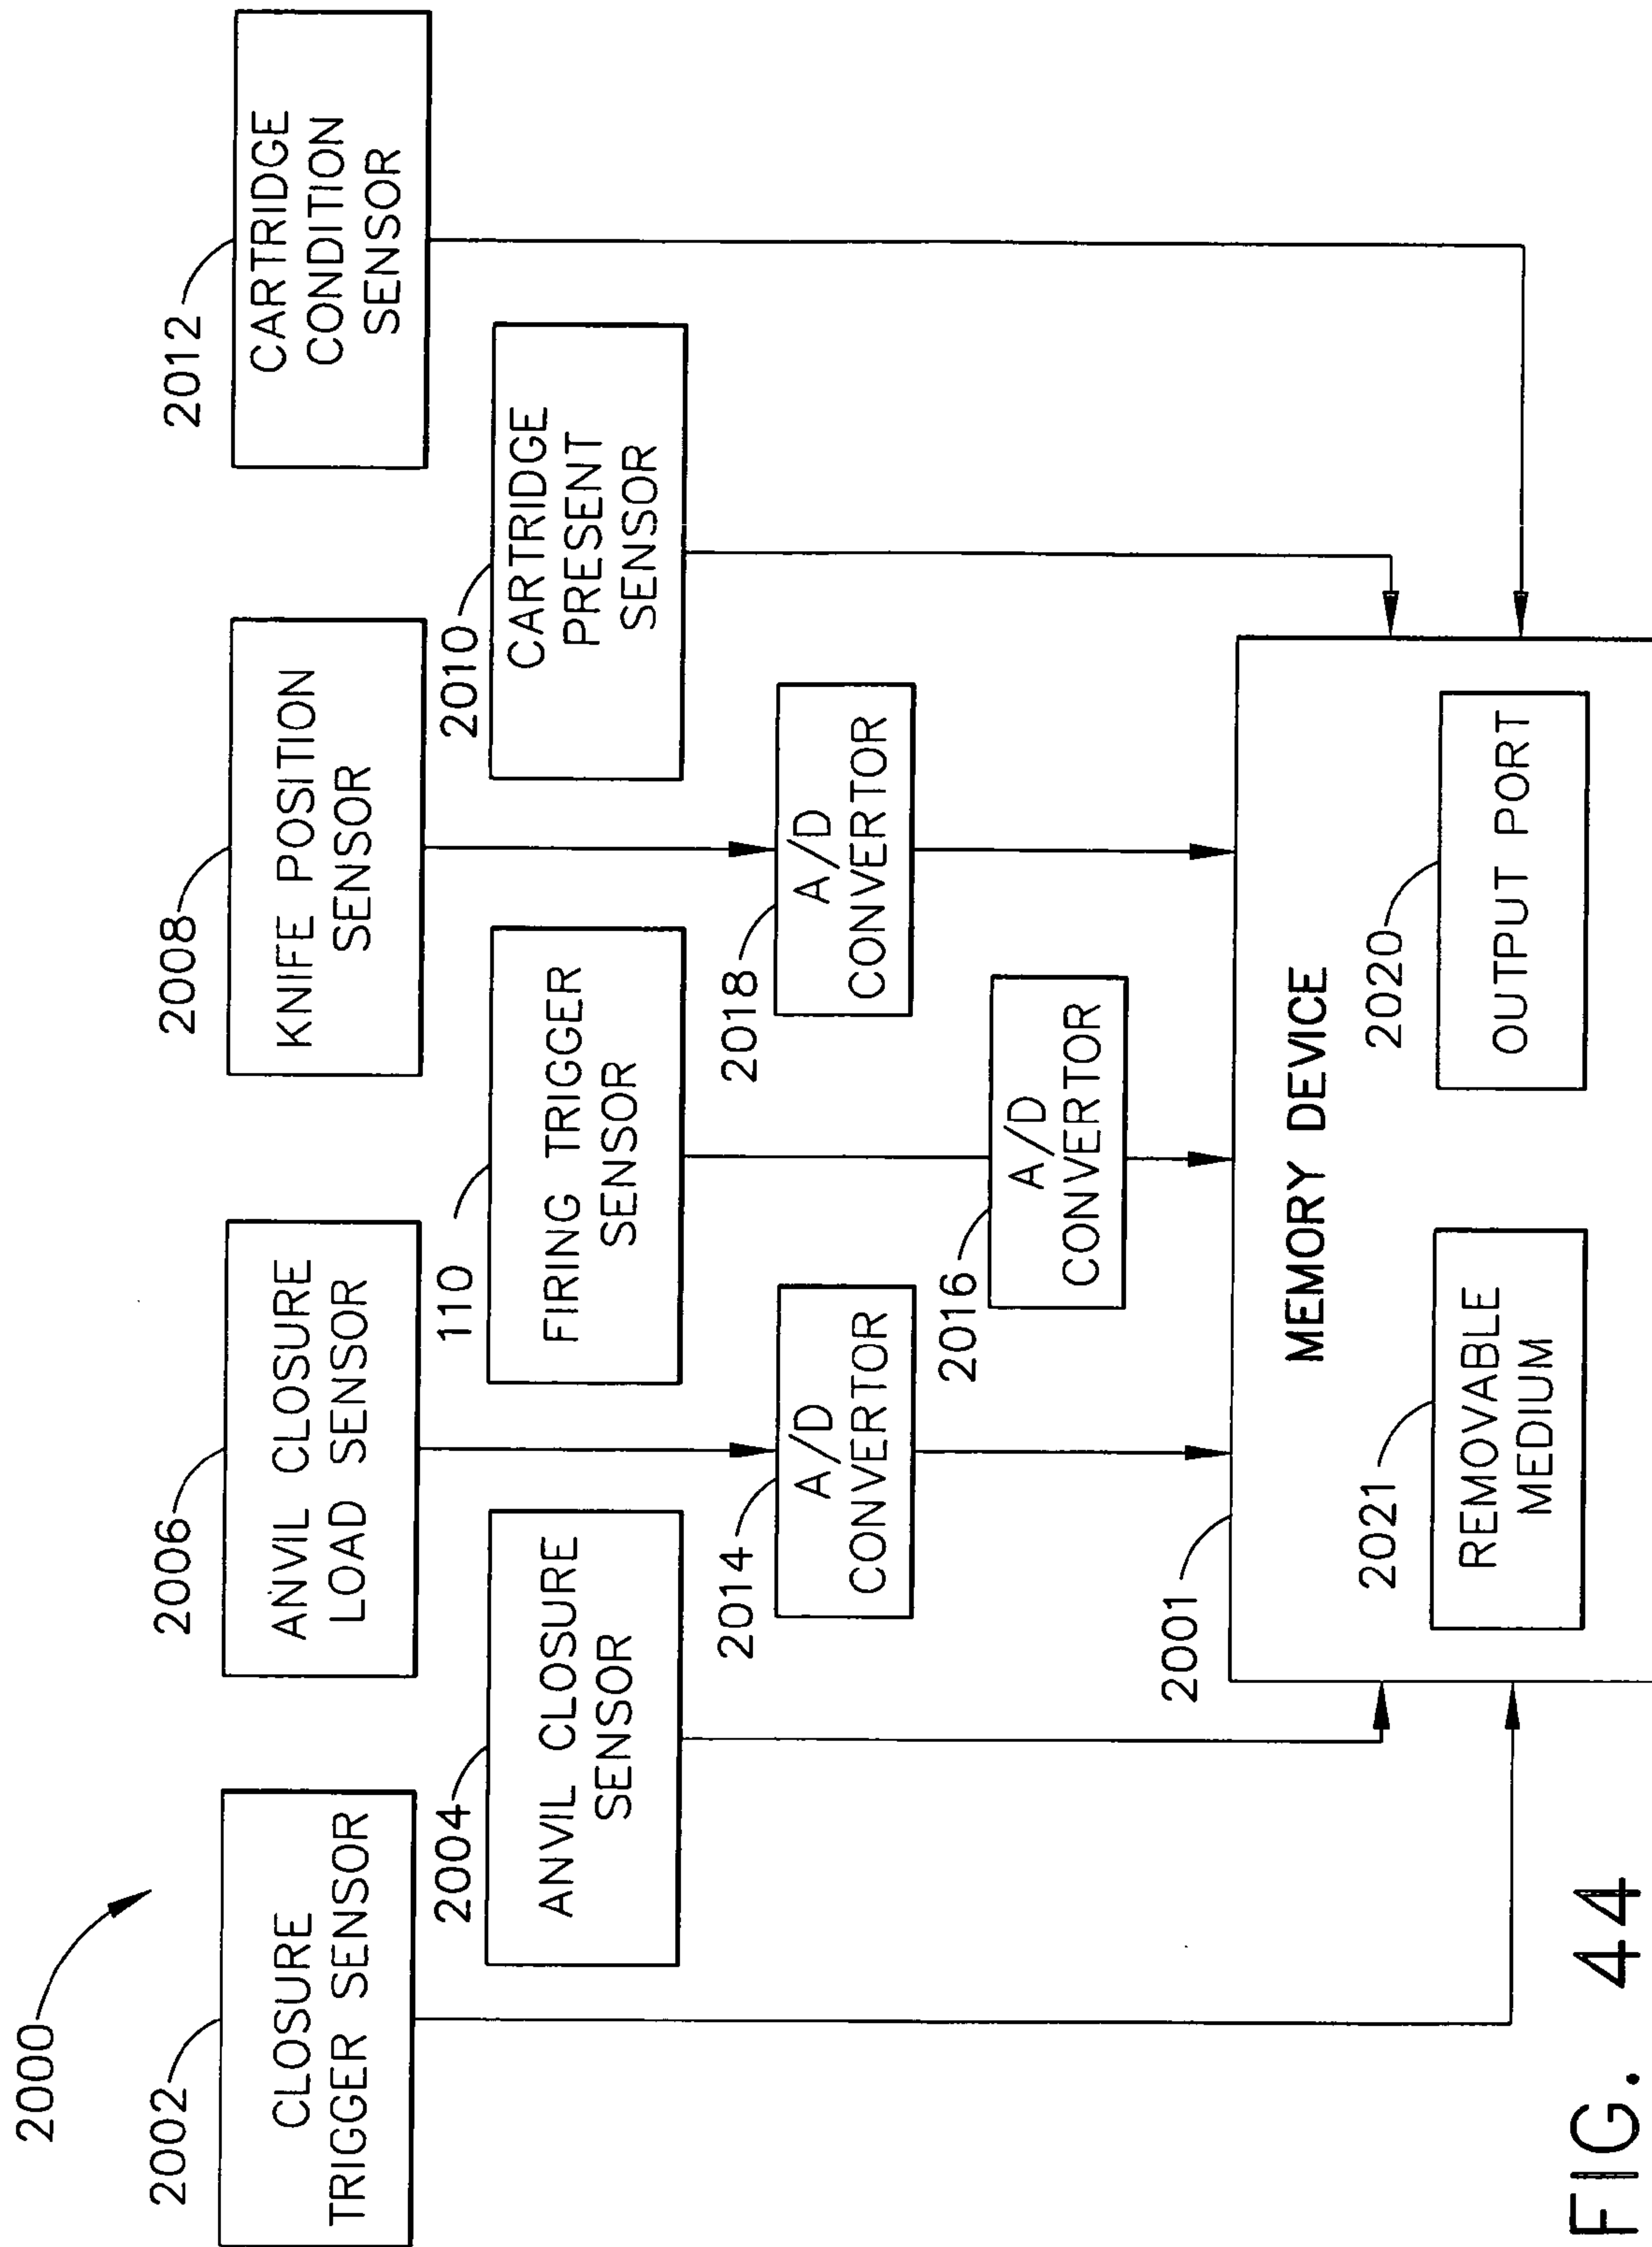 2000
2002
CLOSURE
TRIGGER SENSOR
2006
ANVIL CLOSURE
LOAD SENSOR
2008
KNIFE POSITION
SENSOR
2012
CARTRIDGE
CONDITION
SENSOR
2004
ANVIL CLOSURE
SENSOR
110
FIRING TRIGGER
SENSOR
2010
CARTRIDGE
PRESENT
SENSOR
2014
A/D
CONVERTOR
2018
A/D
CONVERTOR
2016
A/D
CONVERTOR
2001
MEMORY DEVICE
2021
REMOVABLE
MEDIUM
2020
OUTPUT PORT
FIG. 44